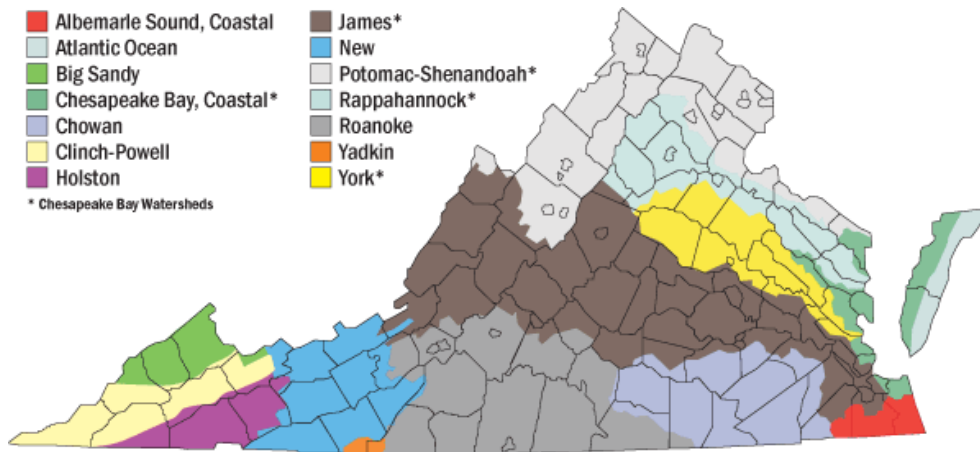 Albemarle Sound, Coastal
Atlantic Ocean
Big Sandy
Chesapeake Bay, Coastal*
Chowan
Clinch-Powell
Holston
* Chesapeake Bay Watersheds
James*
New
Potomac-Shenandoah*
Rappahannock*
Roanoke
Yadkin
York*